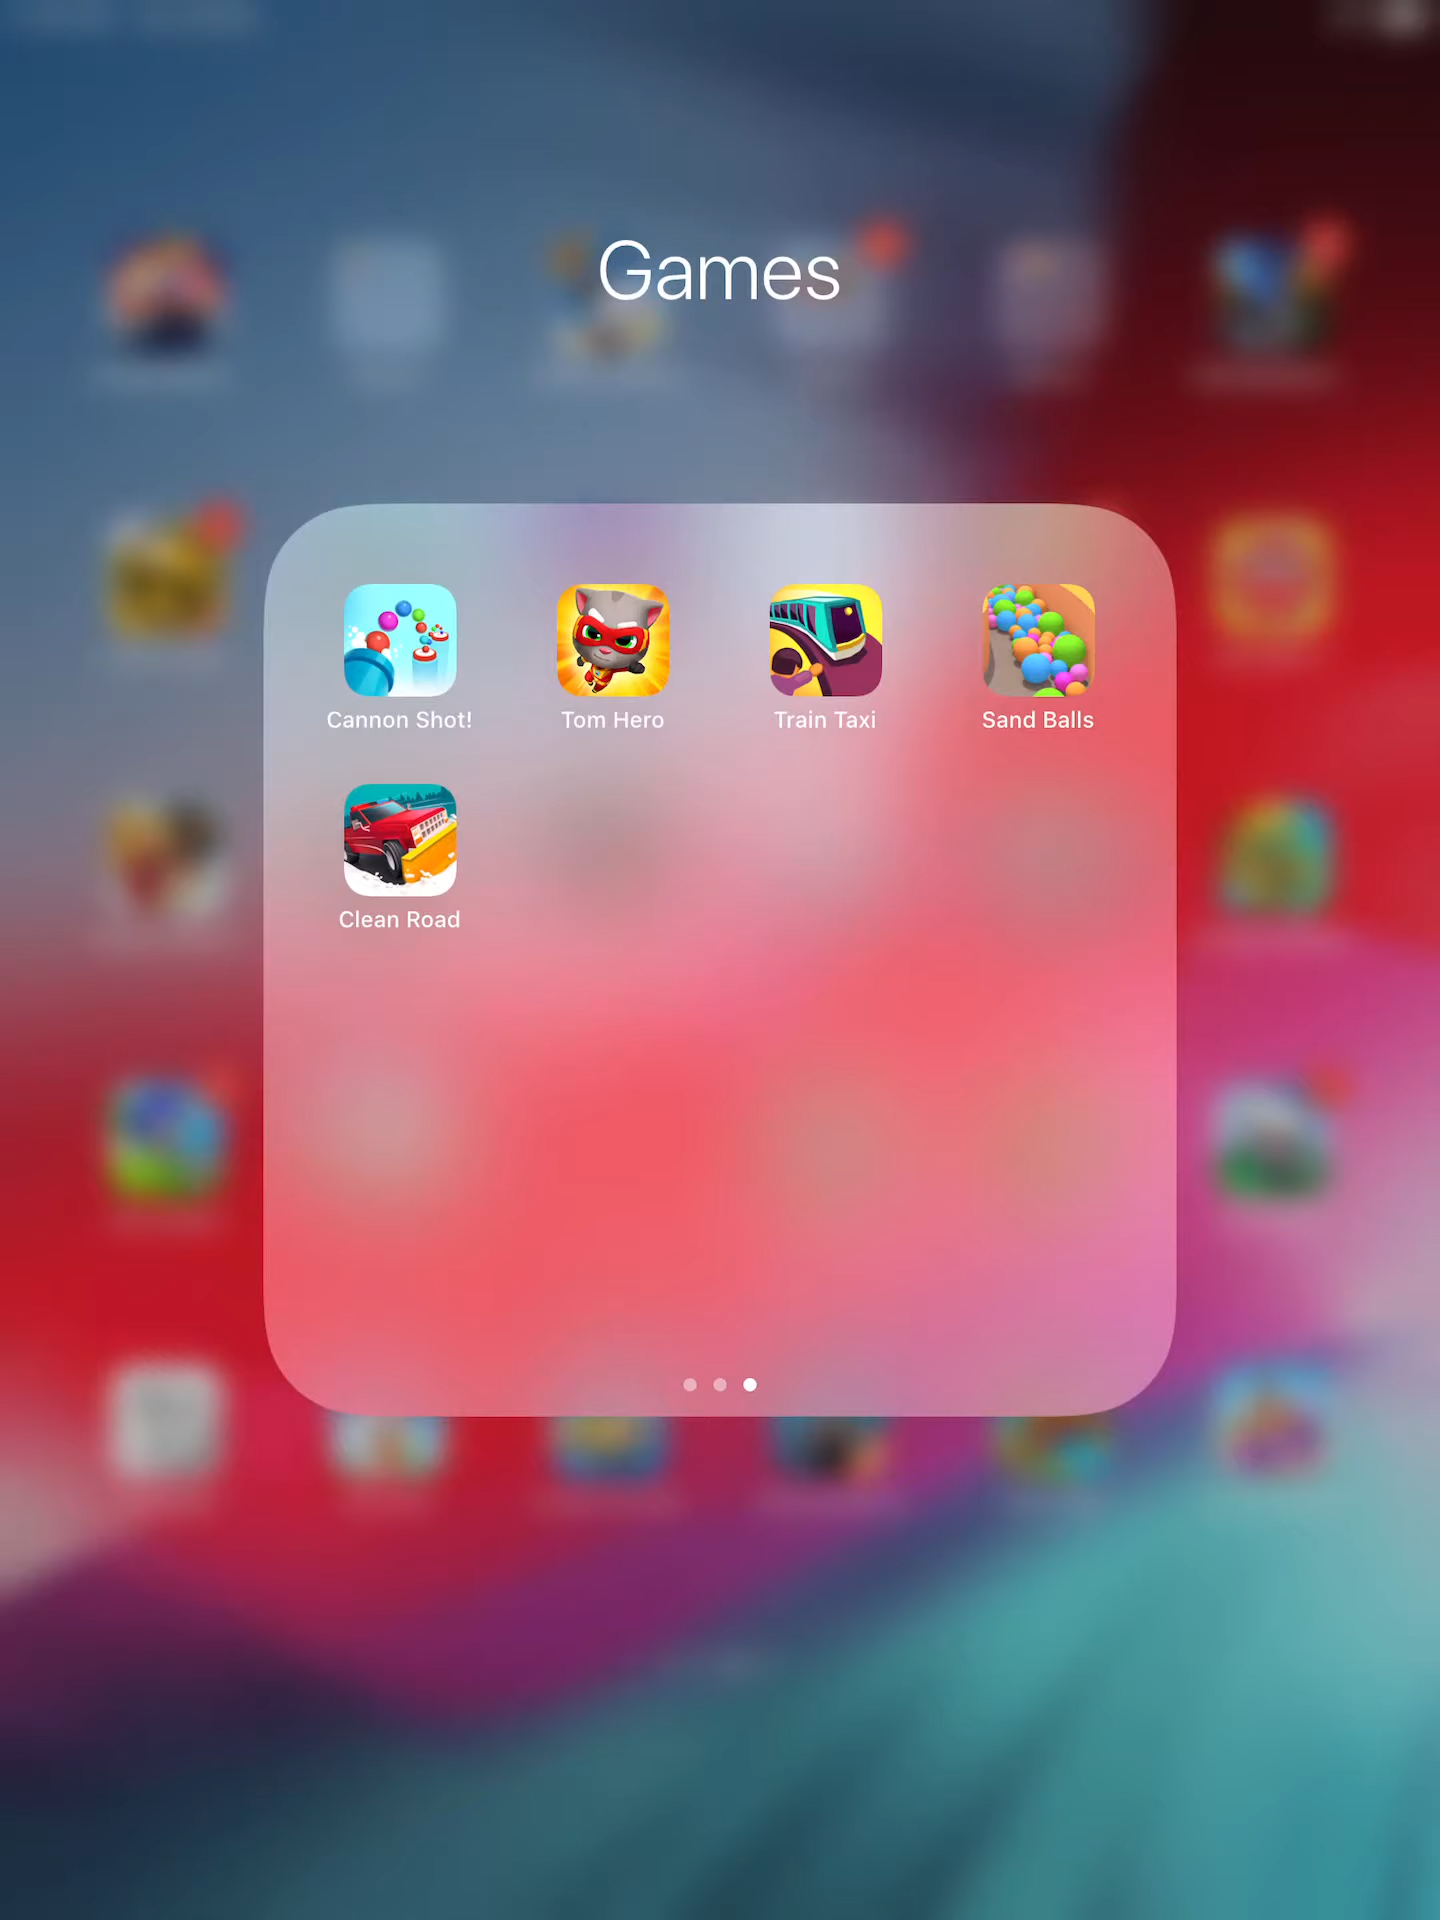 Games
Cannon Shot!
Tom Hero
Train Taxi
Sand Balls
Clean Road